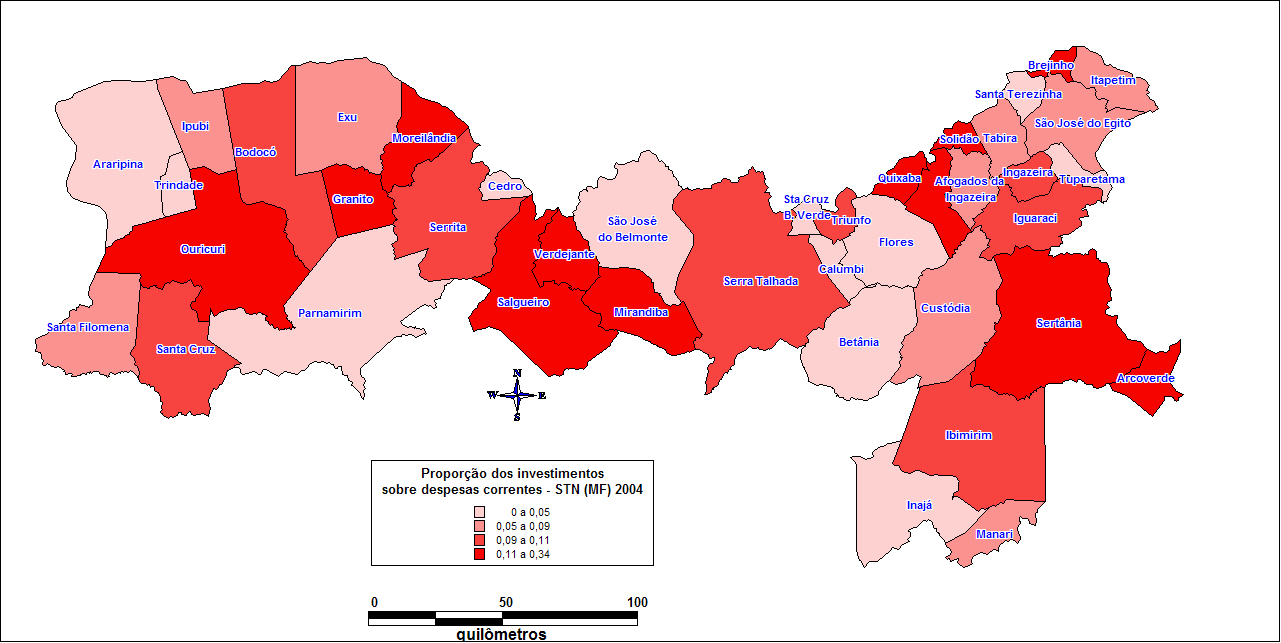 Brejinho
Itapetim
Santa Terezinha
São José do Egito
Exu
Ipubi
Moreilândia
Solidão
Tabira
Bodocó
Araripina
Ingazeira
Quixaba
Afogados da
Ingazeira
Tuparetama
Trindade
Cedro
Granito
Sta.Cruz
B. Verde
Triunfo
Iguaraci
São José
do Belmonte
Serrita
Flores
Ouricuri
Verdejante
Calumbi
Serra Talhada
Salgueiro
Mirandiba
Custódia
Parnamirim
Sertânia
Santa Filomena
Betânia
Santa Cruz
Arcoverde
N
W
E
S
Ibimirim
Inajá
Manari
Proporção dos investimentos
sobre despesas correntes - STN (MF) 2004
0 a 0,05
0,05 a 0,09
0,09 a 0,11
0,11 a 0,34
0 50 100
quilômetros